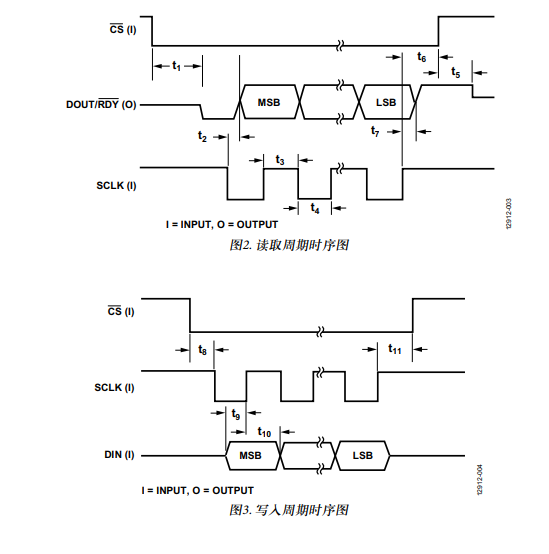 CS (I)
t1
t6
t5
DOUT/RDY (O)
MSB
LSB
t2
t7
t3
SCLK (I)
t4
I = INPUT, O = OUTPUT
12912-003
图2. 读取周期时序图
CS (I)
t8
t11
SCLK (I)
t9
t10
DIN (I)
MSB
LSB
I = INPUT, O = OUTPUT
12912-004
图3. 写入周期时序图